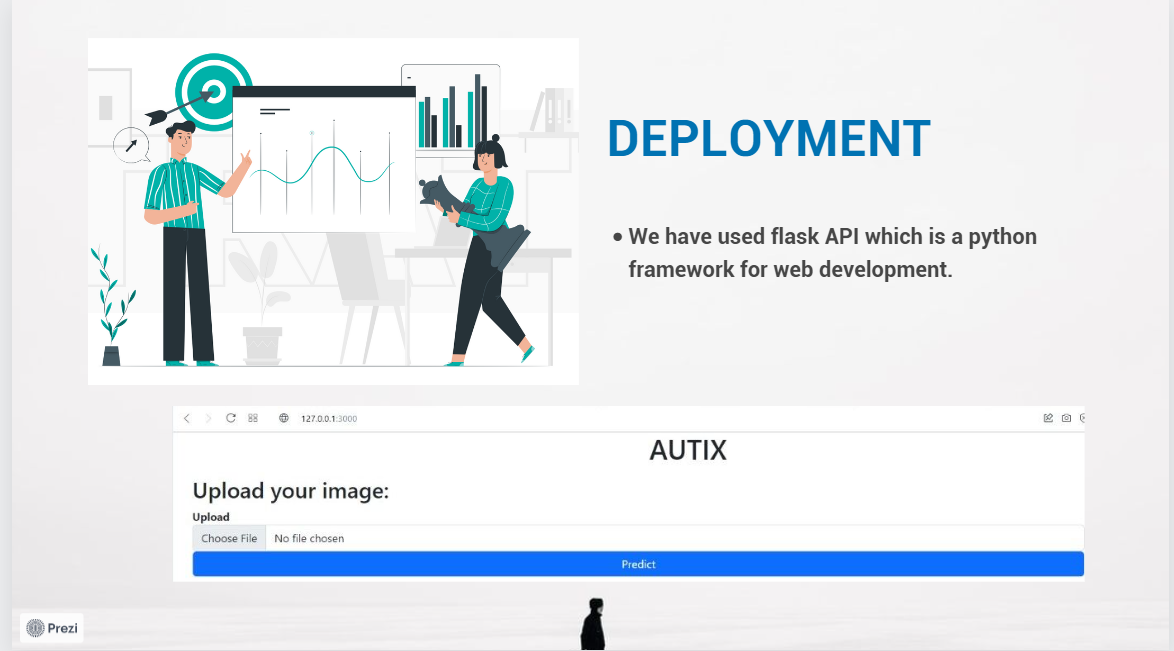 DEPLOYMENT
• We have used flask API which is a python
framework for web development.
127.0.0.1:3000
AUTIX
Upload your image:
Upload
Choose File No file chosen
Predict
Prezi